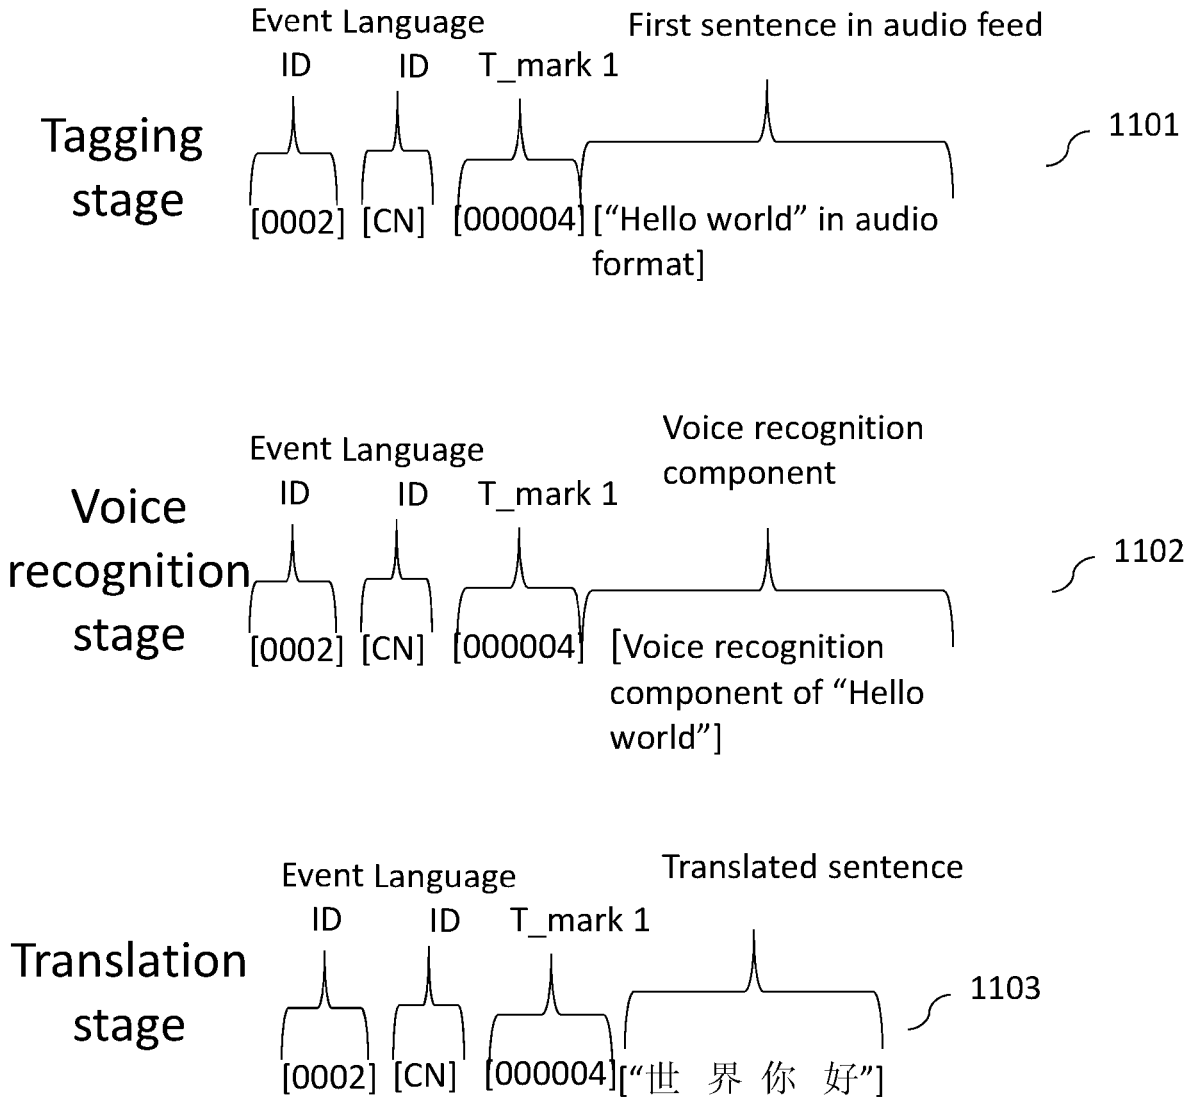 Event Language First sentence in audio feed
ID ID T_mark 1
Tagging
stage
1101
[0002] [CN] [000004] [“Hello world” in audio
format]
Voice recognition
component
Event Language
ID ID T_mark 1
Voice
recognition
stage
1102
[0002] [CN] [000004] [Voice recognition
component of “Hello
world”]
Translated sentence
Event Language
ID ID T_mark 1
Translation
stage
1103
[0002] [CN] [000004] [“世 界 你 好”]